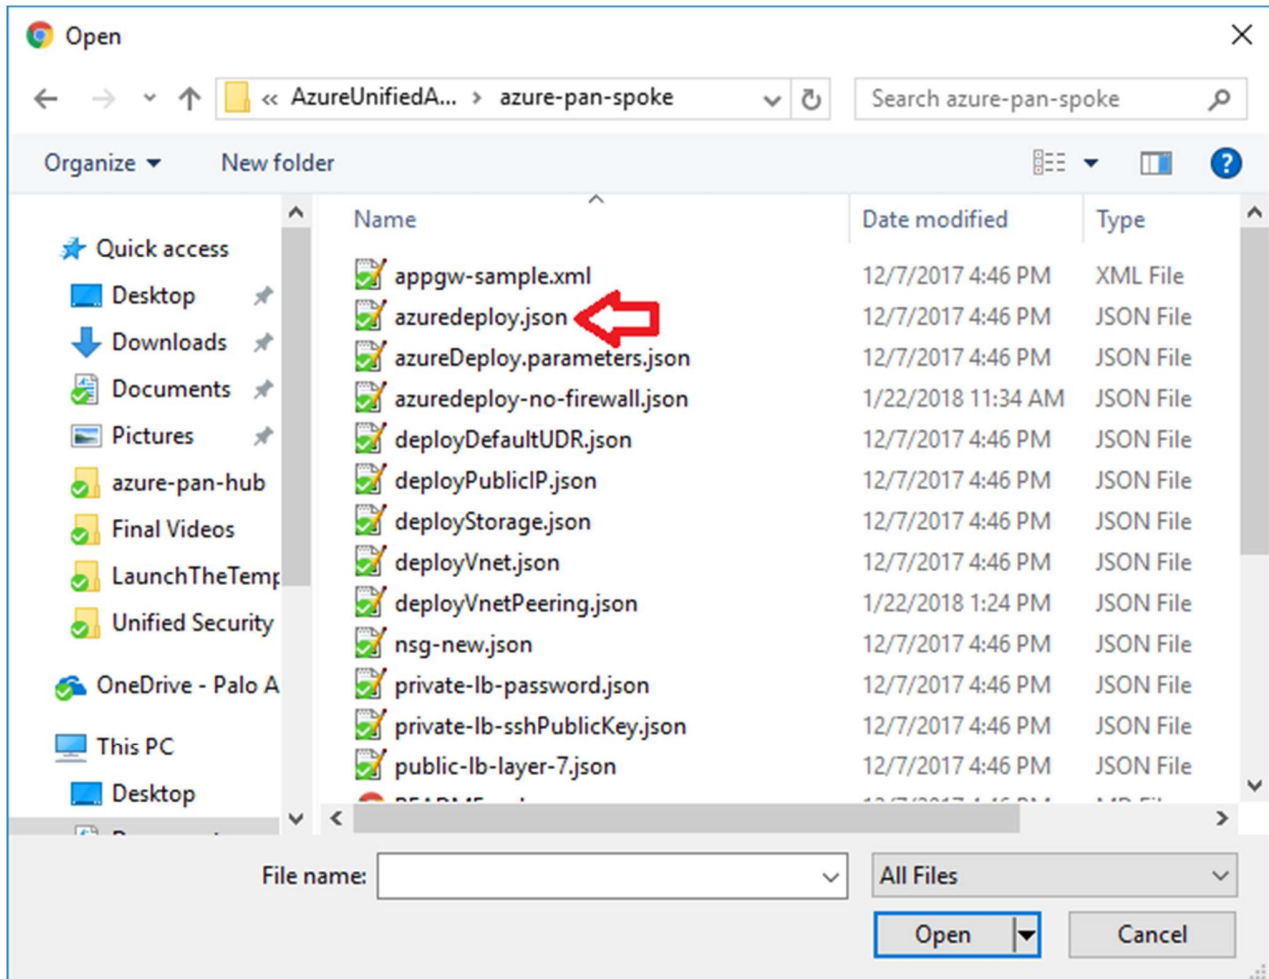 Open
« AzureUnifiedA... > azure-pan-spoke
Search azure-pan-spoke
Organize
New folder
Name
Date modified
Type
Quick access
Desktop
Downloads
Documents
Pictures
azure-pan-hub
Final Videos
LaunchTheTemp
Unified Security
OneDrive - Palo A
This PC
Desktop
appgw-sample.xml 12/7/2017 4:46 PM XML File
azuredeploy.json 12/7/2017 4:46 PM JSON File
azureDeploy.parameters.json 12/7/2017 4:46 PM JSON File
azuredeploy-no-firewall.json 1/22/2018 11:34 AM JSON File
deployDefaultUDR.json 12/7/2017 4:46 PM JSON File
deployPublicIP.json 12/7/2017 4:46 PM JSON File
deployStorage.json 12/7/2017 4:46 PM JSON File
deployVnet.json 12/7/2017 4:46 PM JSON File
deployVnetPeering.json 1/22/2018 1:24 PM JSON File
nsg-new.json 12/7/2017 4:46 PM JSON File
private-lb-password.json 12/7/2017 4:46 PM JSON File
private-lb-sshPublicKey.json 12/7/2017 4:46 PM JSON File
public-lb-layer-7.json 12/7/2017 4:46 PM JSON File
File name:
All Files
Open
Cancel